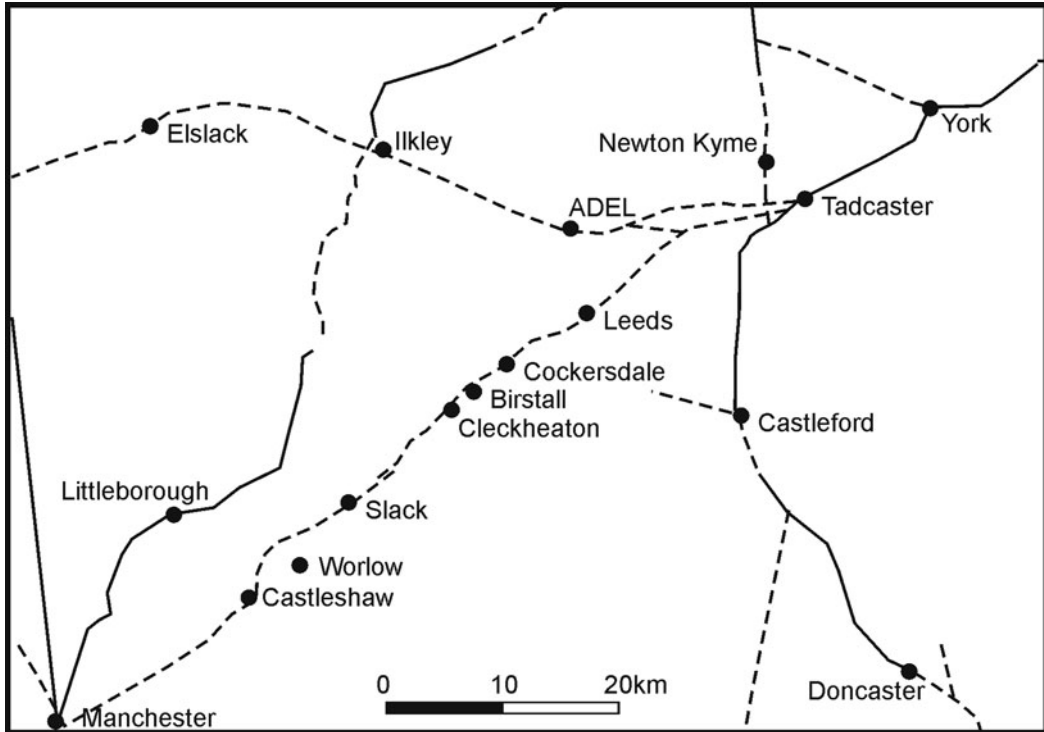 Elslack
Ilkley
Newton Kyme
York
ADEL
Tadcaster
Leeds
Cockersdale
Birstall
Cleckheaton
Castleford
Littleborough
Slack
Worlow
Castleshaw
0 10 20km
Doncaster
Manchester